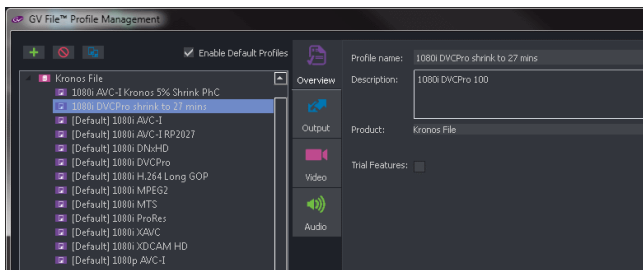 GV File™ Profile Management
Enable Default Profiles
Kronos File
1080i AVC-I Kronos 5% Shrink PhC
1080i DVCPro shrink to 27 mins
[Default] 1080i AVC-I
[Default] 1080i AVC-I RP2027
[Default] 1080i DNxHD
[Default] 1080i DVCPro
[Default] 1080i H.264 Long GOP
[Default] 1080i MPEG2
[Default] 1080i MTS
[Default] 1080i ProRes
[Default] 1080i XAVC
[Default] 1080i XDCAM HD
[Default] 1080p AVC-I
Overview
Output
Video
Audio
Profile name: 1080i DVCPro shrink to 27 mins
Description: 1080i DVCPro 100
Product: Kronos File
Trial Features: